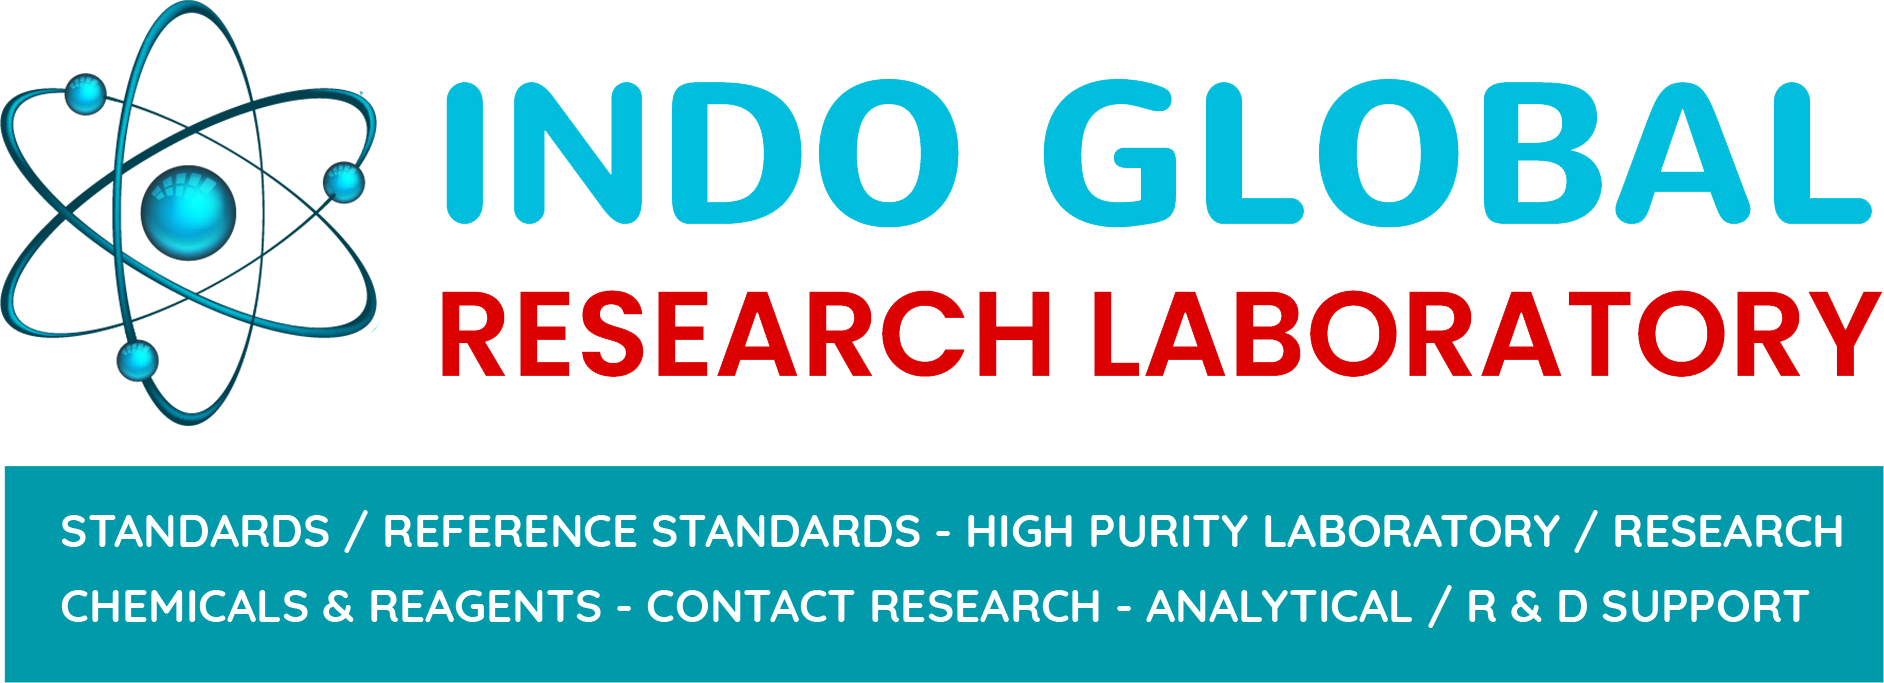 INDO GLOBAL
RESEARCH LABORATORY
STANDARDS / REFERENCE STANDARDS - HIGH PURITY LABORATORY / RESEARCH
CHEMICALS & REAGENTS - CONTACT RESEARCH - ANALYTICAL / R & D SUPPORT